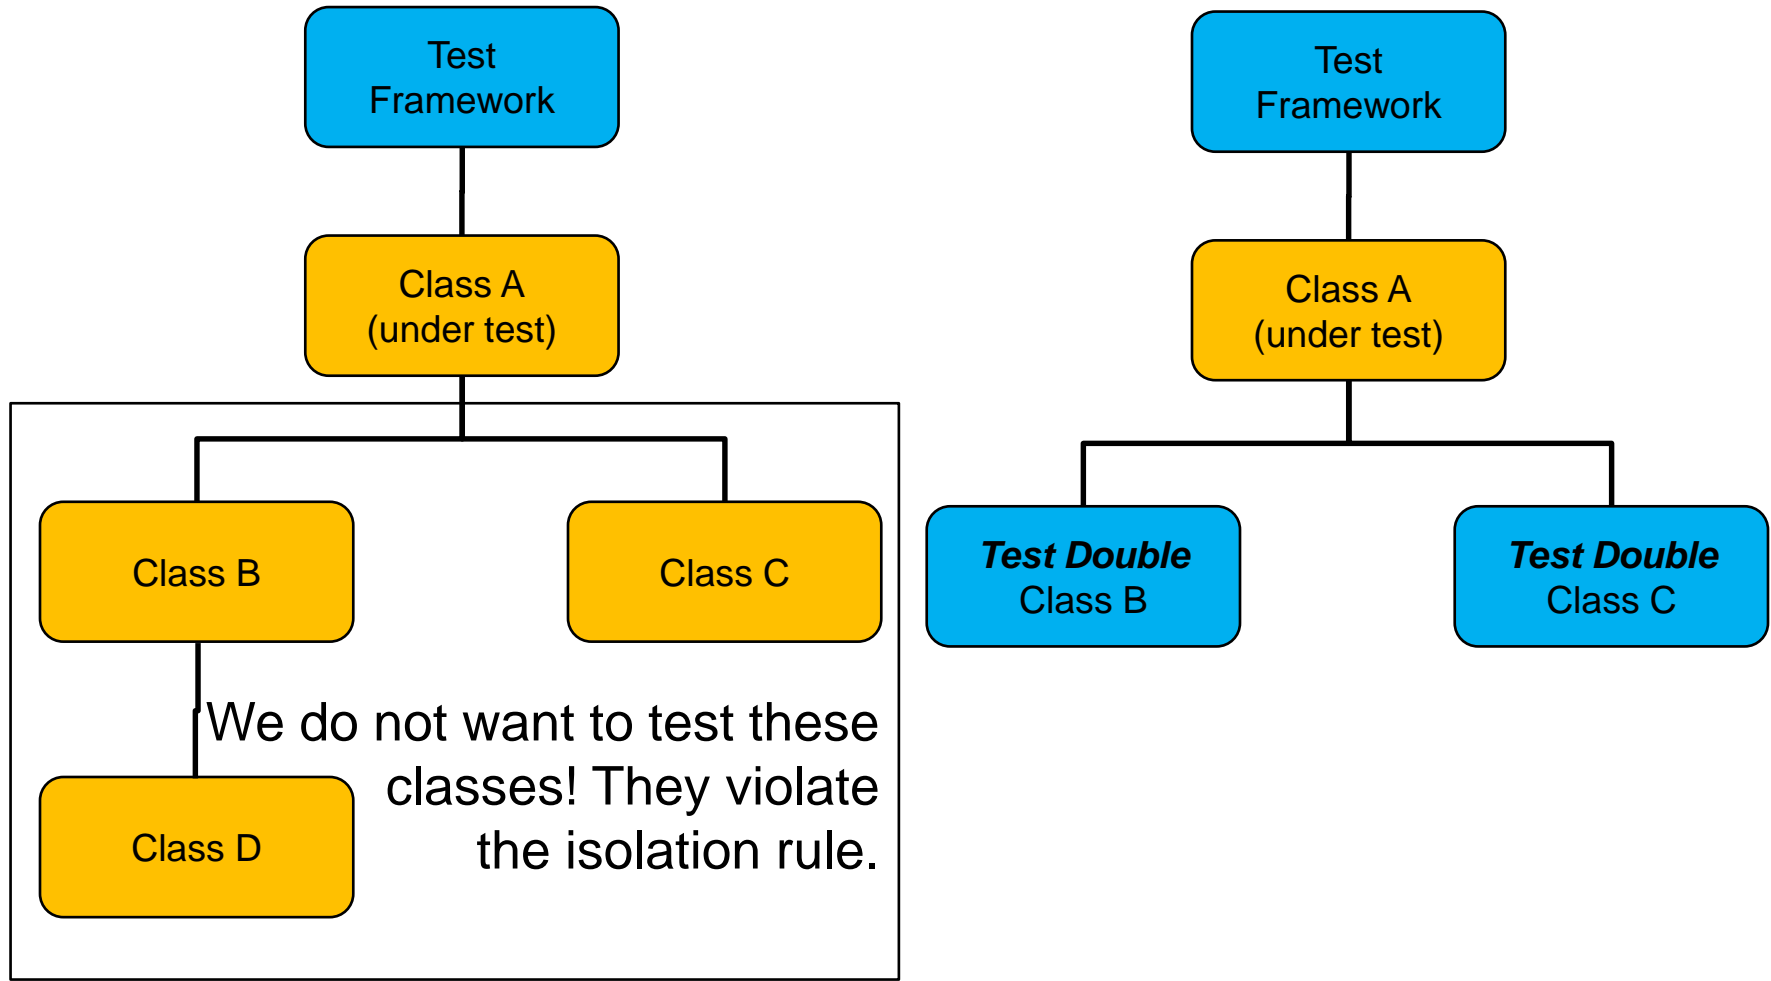 Test
Framework
Class A
(under test)
Class B
Class C
We do not want to test these
classes! They violate
the isolation rule.
Class D
Test
Framework
Class A
(under test)
Test Double
Class B
Test Double
Class C